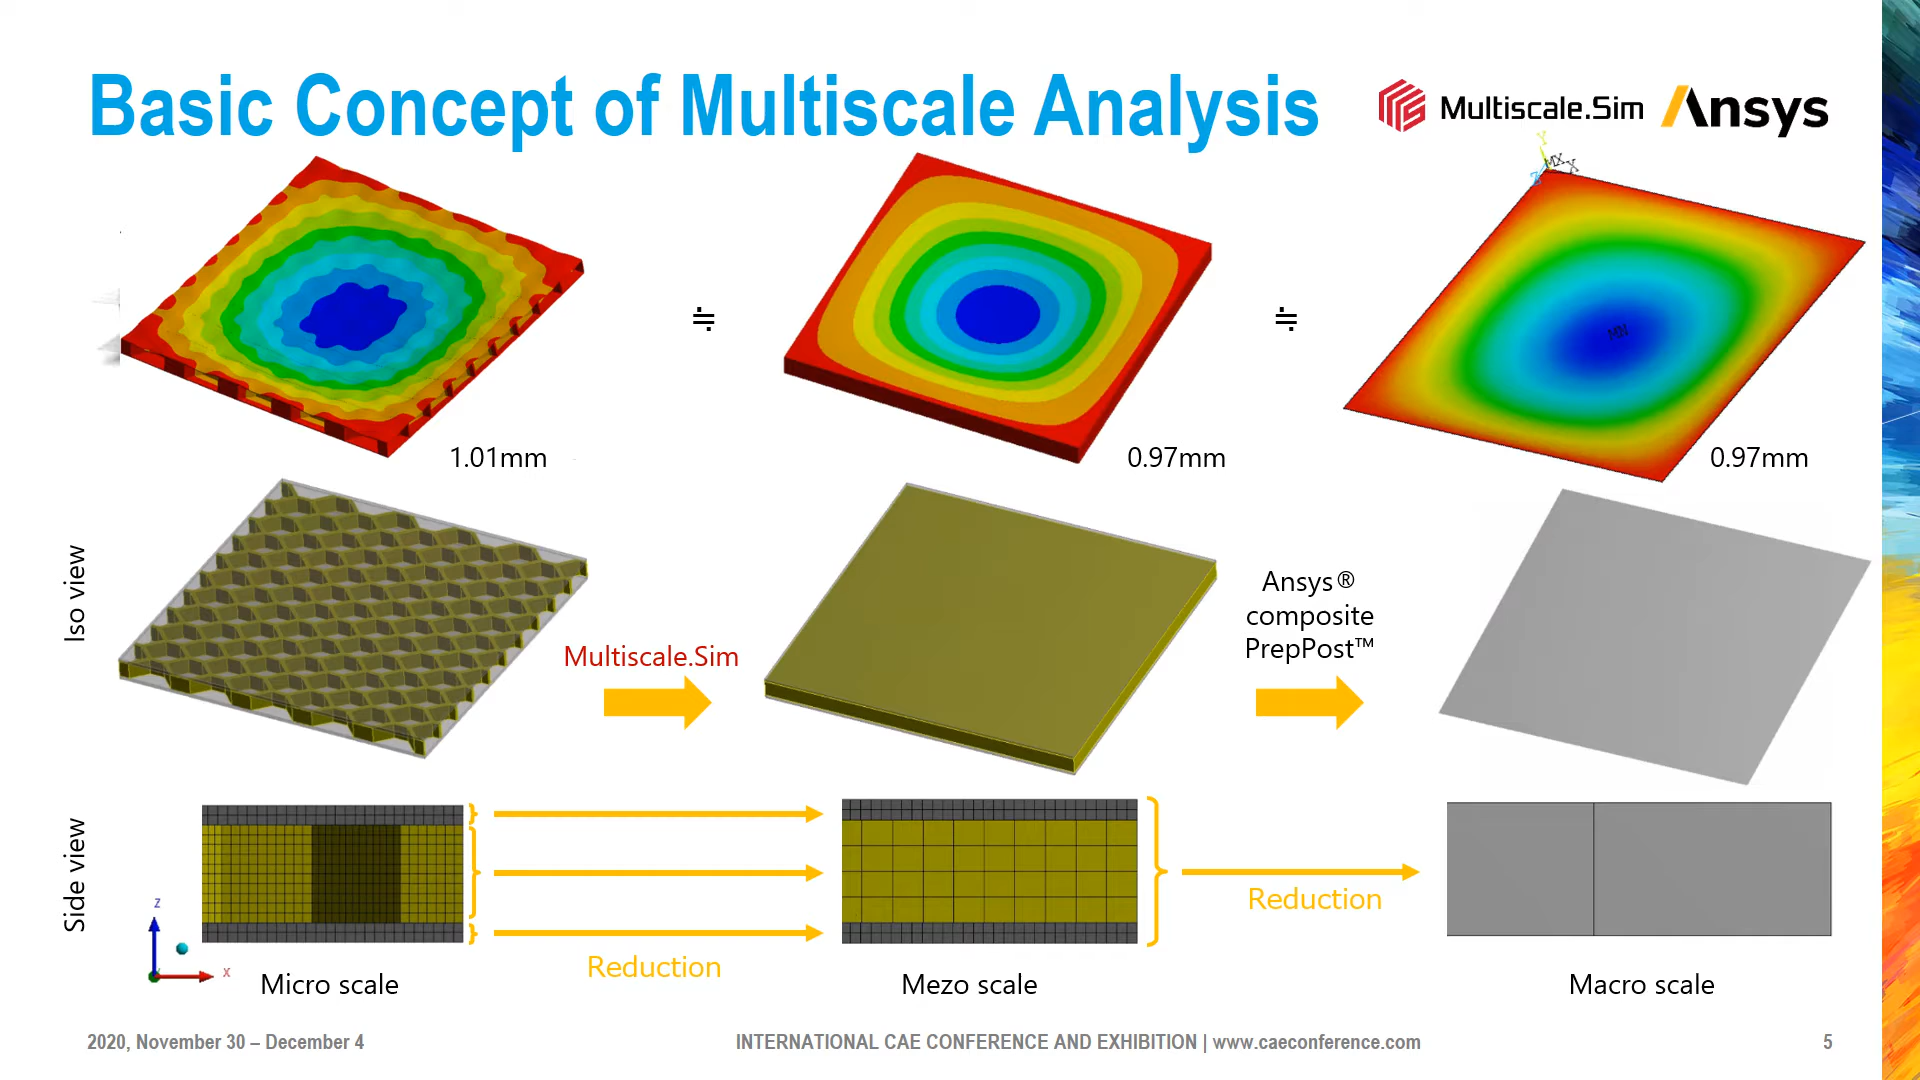 Basic Concept of Multiscale Analysis
Multiscale.Sim
Ansys
Y
MX
X
Z
MN
≒
≒
1.01mm
0.97mm
0.97mm
Iso view
Multiscale.Sim
Ansys®
composite
PrepPost™
Side view
Z
X
Reduction
Reduction
Micro scale
Mezo scale
Macro scale
2020, November 30 – December 4
INTERNATIONAL CAE CONFERENCE AND EXHIBITION | www.caeconference.com
5